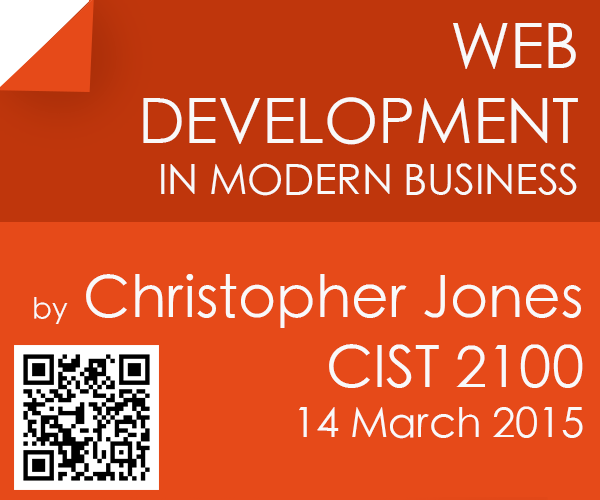 WEB
DEVELOPMENT
IN MODERN BUSINESS
by Christopher Jones
CIST 2100
14 March 2015